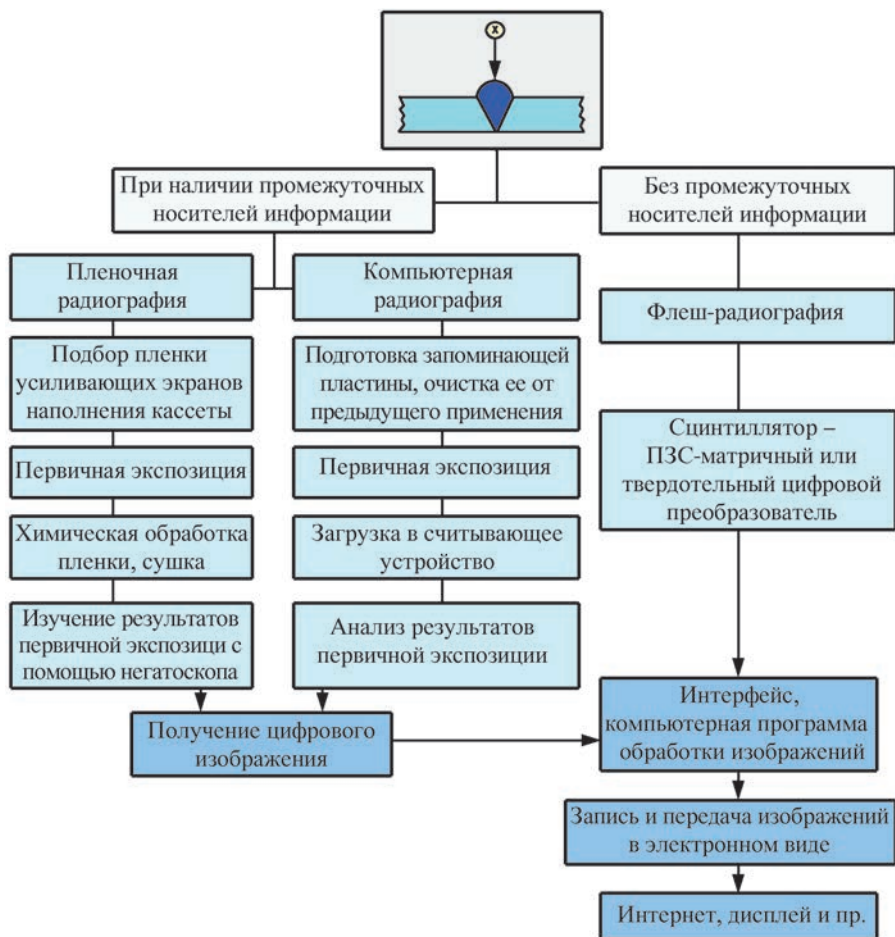 x
При наличии промежуточных
носителей информации
Без промежуточных
носителей информации
Пленочная
радиография
Компьютерная
радиография
Флеш-радиография
Подбор пленки
усиливающих экранов
наполнения кассеты
Подготовка запоминающей
пластины, очистка ее от
предыдущего применения
Сцинтиллятор –
ПЗС-матричный или
твердотельный цифровой
преобразователь
Первичная экспозиция
Первичная экспозиция
Химическая обработка
пленки, сушка
Загрузка в считывающее
устройство
Изучение результатов
первичной экспозици с
помощью негатоскопа
Анализ результатов
первичной экспозиции
Получение цифрового
изображения
Интерфейс,
компьютерная программа
обработки изображений
Запись и передача изображений
в электронном виде
Интернет, дисплей и пр.